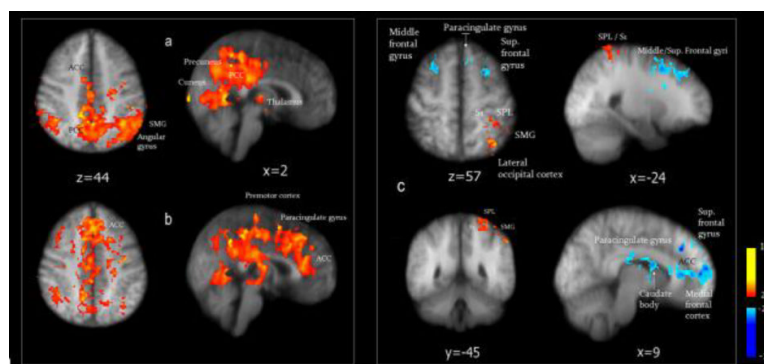 a
ACC
PCC
SMG
Angular
gyrus
z=44
Precuneus
PCC
Cuneus
Thalamus
x=2
b
ACC
Premotor cortex
Paracingulate gyrus
ACC
Middle
frontal
gyrus
Paracingulate gyrus
Sup.
frontal
gyrus
SPL
SMG
Lateral
occipital cortex
z=57
SPL /
Middle/Sup. Frontal gyri
x=-24
c
SPL
SMG
y=-45
Paracingulate gyrus
Sup.
frontal
gyrus
ACC
Caudate
body
Medial
frontal
cortex
x=9